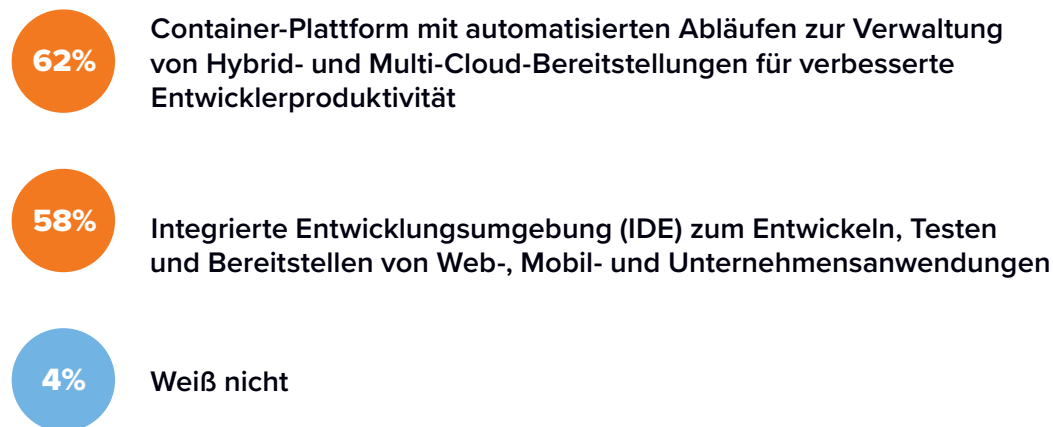 62%
Container-Plattform mit automatisierten Abläufen zur Verwaltung
von Hybrid- und Multi-Cloud-Bereitstellungen für verbesserte
Entwicklerproduktivität
58%
Integrierte Entwicklungsumgebung (IDE) zum Entwickeln, Testen
und Bereitstellen von Web-, Mobil- und Unternehmensanwendungen
4%
Weiß nicht